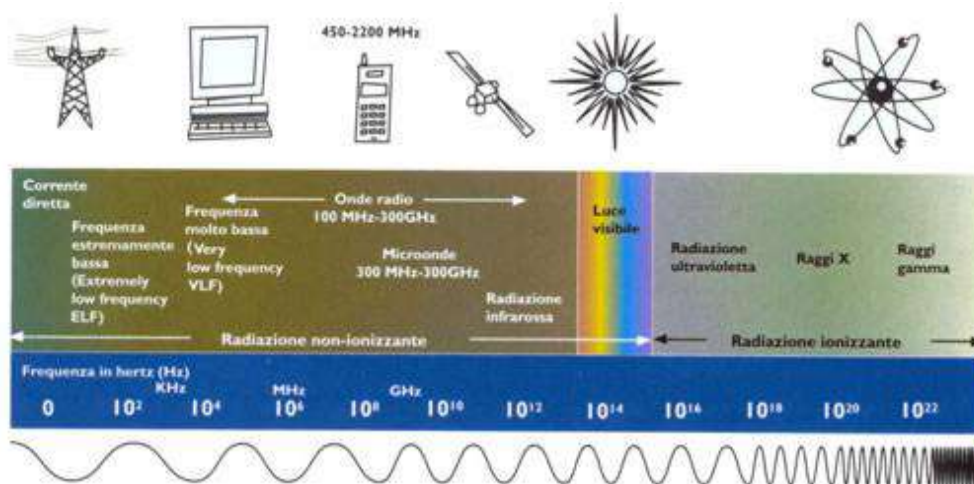 450-2200 MHz
Corrente
diretta
Frequenza
estremamente
bassa
(Extremely
low frequency
ELF)
Frequenza
molto bassa
(Very
low frequency
VLF)
Onde radio
100 MHz-300GHz
Microonde
300 MHz-300GHz
Radiazione
infrarossa
Luce
visibile
Radiazione
ultravioletta
Raggi X
Raggi
gamma
Radiazione non-ionizzante
Radiazione ionizzante
Frequenza in hertz (Hz)
KHz MHz GHz
0 10² 10⁴ 10⁶ 10⁸ 10¹⁰ 10¹² 10¹⁴ 10¹⁶ 10¹⁸ 10²⁰ 10²²